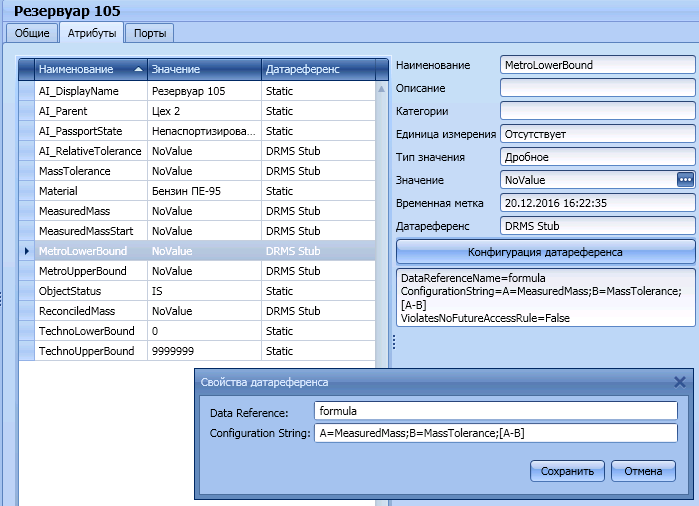 Резервуар 105
Общие Атрибуты Порты
Наименование Значение Датареференс
AI_DisplayName Резервуар 105 Static
AI_Parent Цех 2 Static
AI_PassportState Непаспортизирова... Static
AI_RelativeTolerance NoValue DRMS Stub
MassTolerance NoValue DRMS Stub
Material Бензин ПЕ-95 Static
MeasuredMass NoValue DRMS Stub
MeasuredMassStart NoValue DRMS Stub
MetroLowerBound NoValue DRMS Stub
MetroUpperBound NoValue DRMS Stub
ObjectStatus IS Static
ReconciledMass NoValue DRMS Stub
TechnoLowerBound 0 Static
TechnoUpperBound 9999999 Static
Наименование MetroLowerBound
Описание
Категории
Единица измерения Отсутствует
Тип значения Дробное
Значение NoValue ...
Временная метка 20.12.2016 16:22:35
Датареференс DRMS Stub
Конфигурация датареференса
DataReferenceName=formula
ConfigurationString=A=MeasuredMass;B=MassTolerance;
[A-B]
ViolatesNoFutureAccessRule=False
Свойства датареференса
Data Reference: formula
Configuration String: A=MeasuredMass;B=MassTolerance;[A-B]
Сохранить Отмена